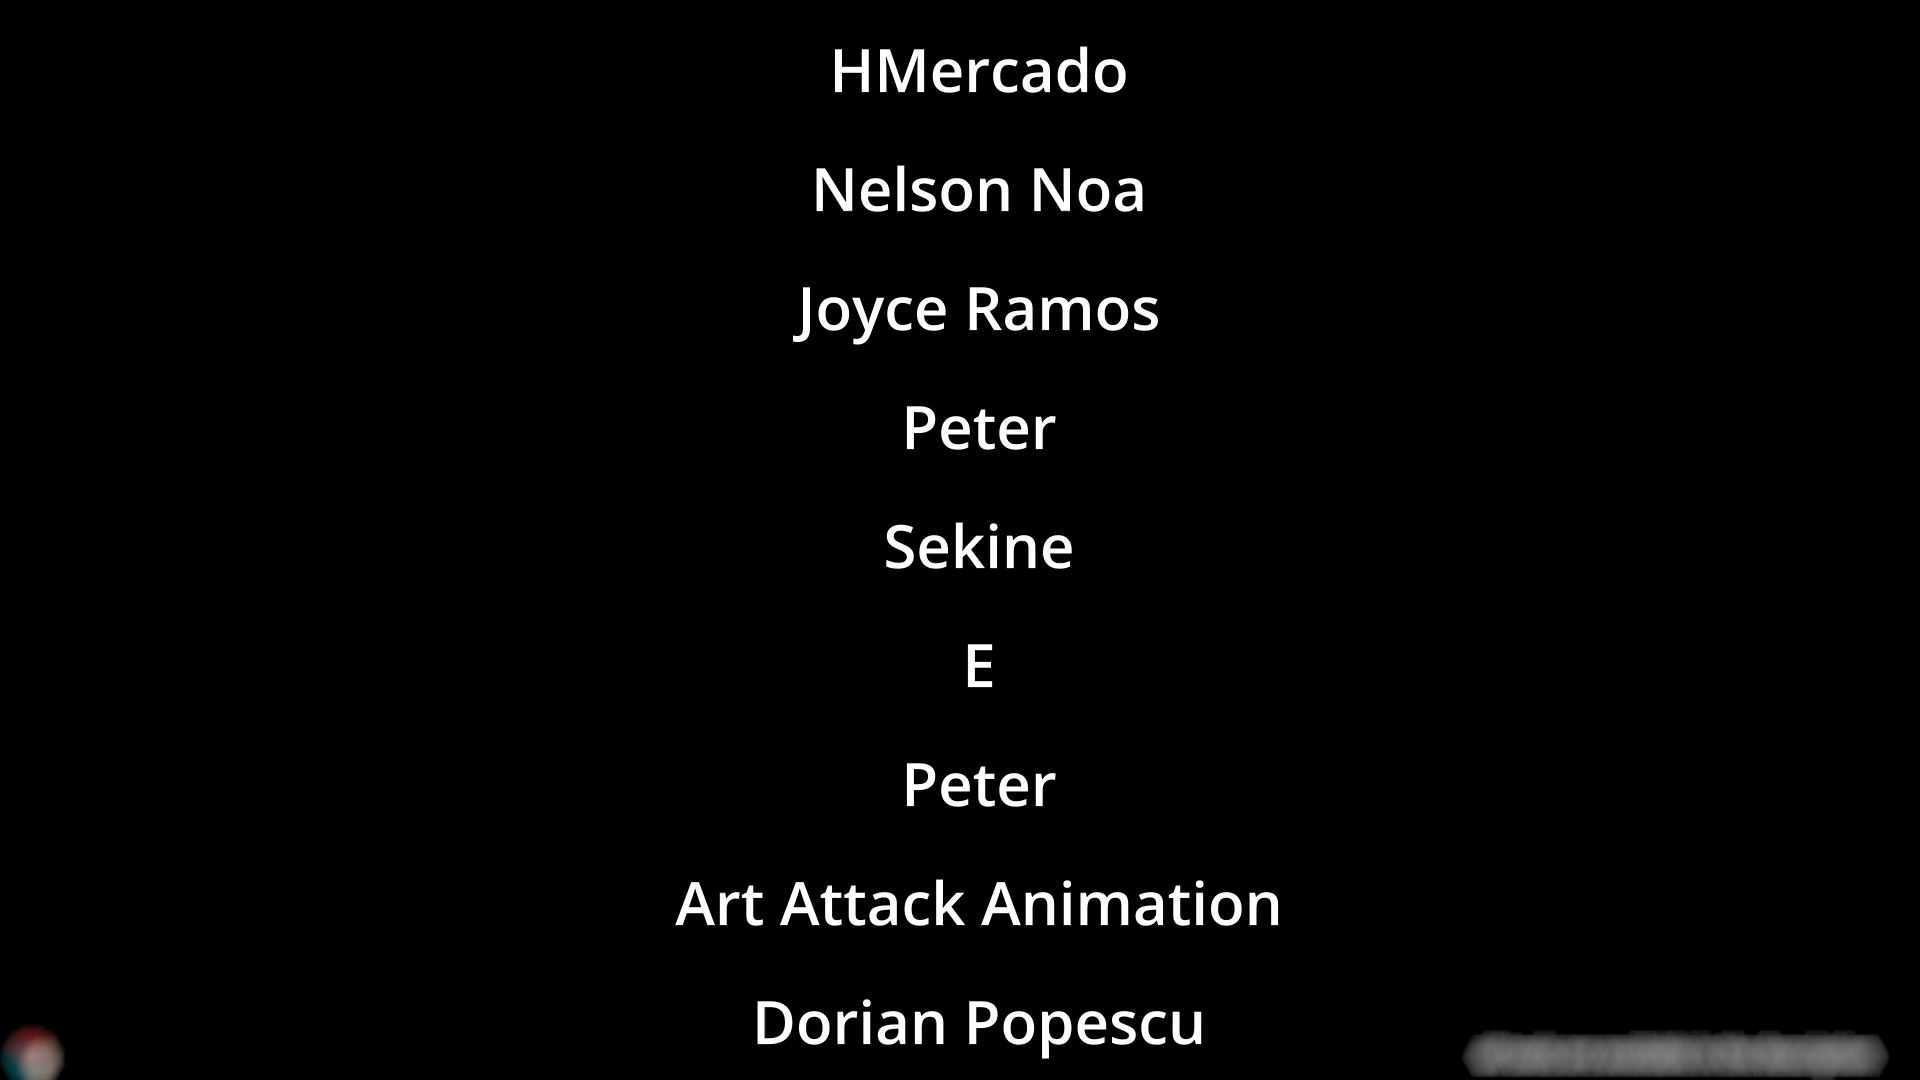 HMercado
Nelson Noa
Joyce Ramos
Peter
Sekine
E
Peter
Art Attack Animation
Dorian Popescu